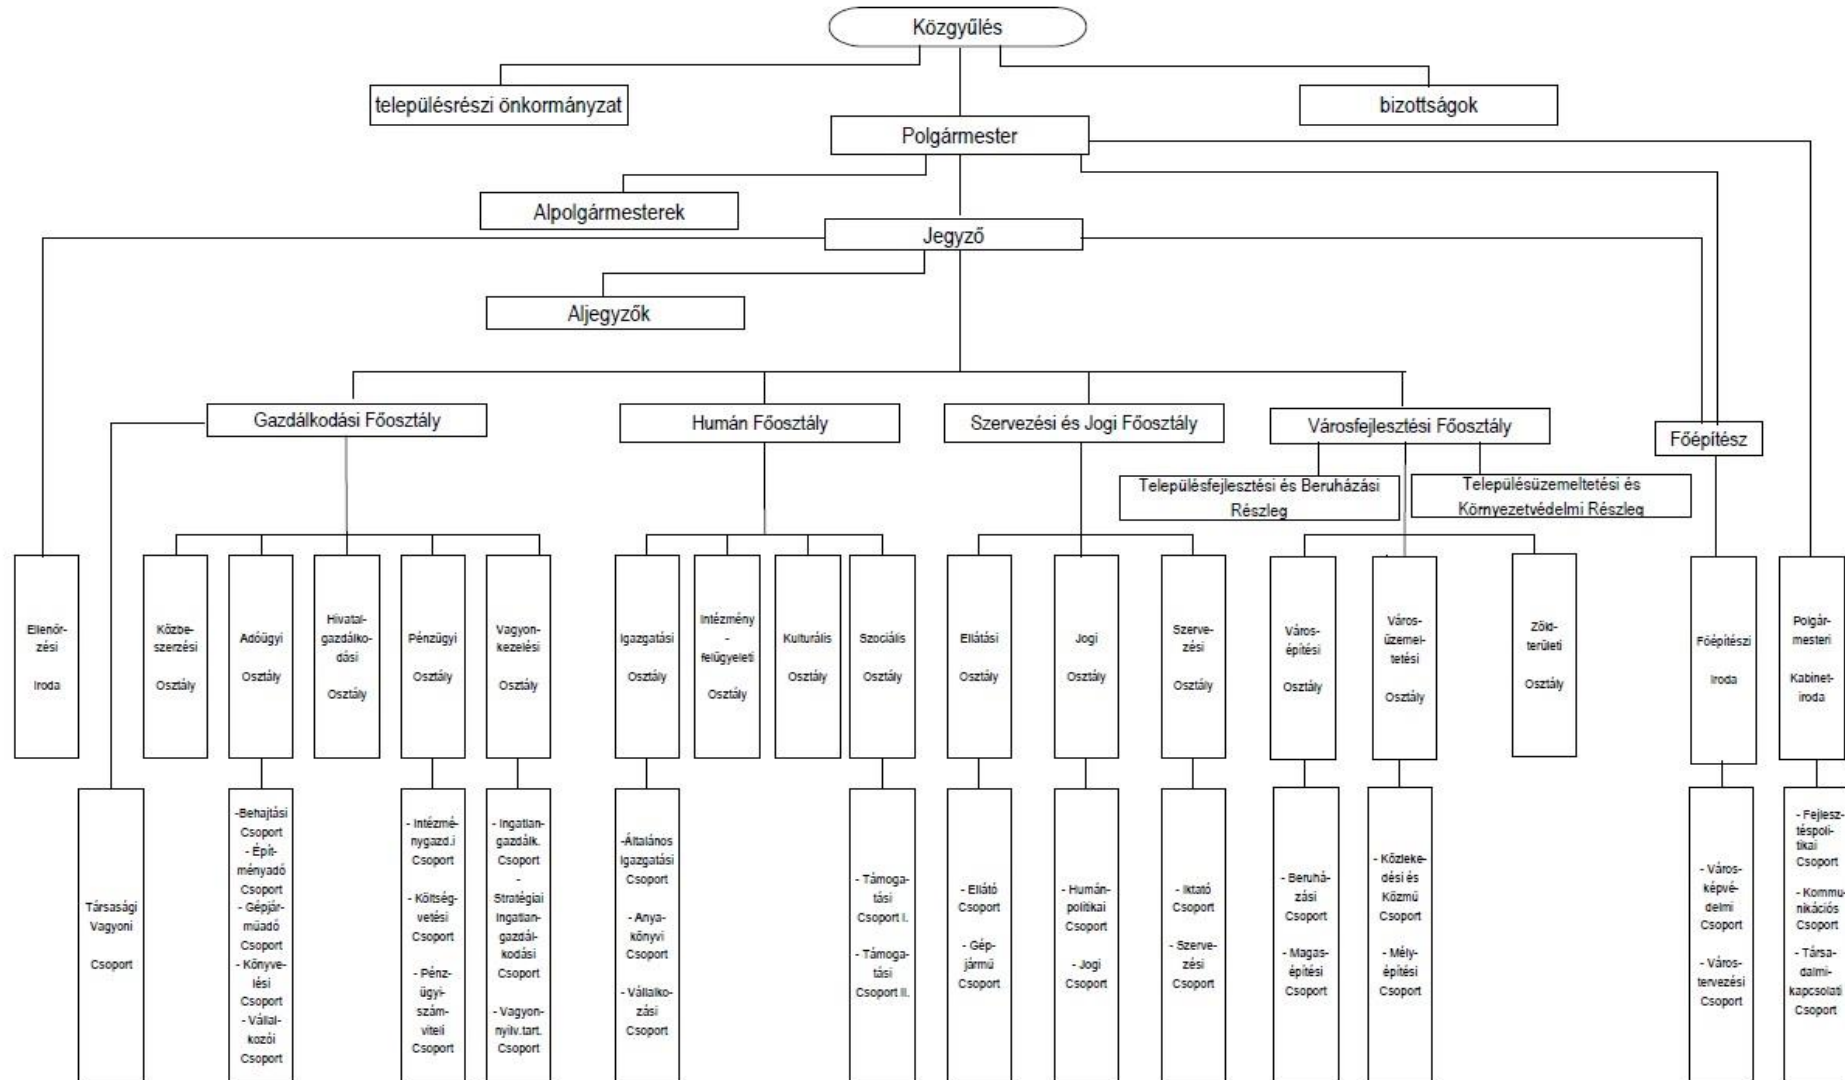 Közgyűlés
településrészi önkormányzat
bizottságok
Polgármester
Alpolgármesterek
Jegyző
Aljegyzők
Gazdálkodási Főosztály
Humán Főosztály
Szervezési és Jogi Főosztály
Városfejlesztési Főosztály
Főépítész
Településfejlesztési és Beruházási
Részleg
Településüzemeltetési és
Környezetvédelmi Részleg
Ellenőr-
zési
Iroda
Közbe-
szerzési
Osztály
Adóügyi
Osztály
Hivatal-
gazdálko-
dási
Osztály
Pénzügyi
Osztály
Vagyon-
kezelési
Osztály
Igazgatási
Osztály
Intézmény
-
felügyeleti
Osztály
Kulturális
Osztály
Szociális
Osztály
Ellátási
Osztály
Jogi
Osztály
Szerve-
zési
Osztály
Város-
építési
Osztály
Város-
üzemel-
tetési
Osztály
Zöld-
területi
Osztály
Főépítészi
Iroda
Polgár-
mesteri
Kabinet-
iroda
Társasági
Vagyoni
Csoport
-Behajtási
Csoport
- Épít-
ményadó
Csoport
- Gépjár-
műadó
Csoport
- Könyve-
lési
Csoport
- Vállal-
kozói
Csoport
- Intézmé-
nygazd.i
Csoport
- Költség-
vetési
Csoport
- Pénz-
ügyi-
szám-
viteli
Csoport
- Ingatlan-
gazdálk.
Csoport
-
Stratégiai
Ingatlan-
gazdál-
kodási
Csoport
- Vagyon-
nyilv.tart.
Csoport
-Általános
Igazgatási
Csoport
- Anya-
könyvi
Csoport
- Vállalko-
zási
Csoport
- Támoga-
tási
Csoport I.
- Támoga-
tási
Csoport II.
- Ellátó
Csoport
- Gép-
jármű
Csoport
- Humán-
politikai
Csoport
- Jogi
Csoport
- Iktató
Csoport
- Szerve-
zési
Csoport
- Beruhá-
zási
Csoport
- Magas-
építési
Csoport
- Közleke-
dési és
Közmű
Csoport
- Mély-
építési
Csoport
- Város-
képvé-
delmi
Csoport
- Város-
tervezési
Csoport
- Fejlesz-
téspoli-
tikai
Csoport
- Kommu-
nikációs
Csoport
- Társa-
dalmi-
kapcsolati
Csoport